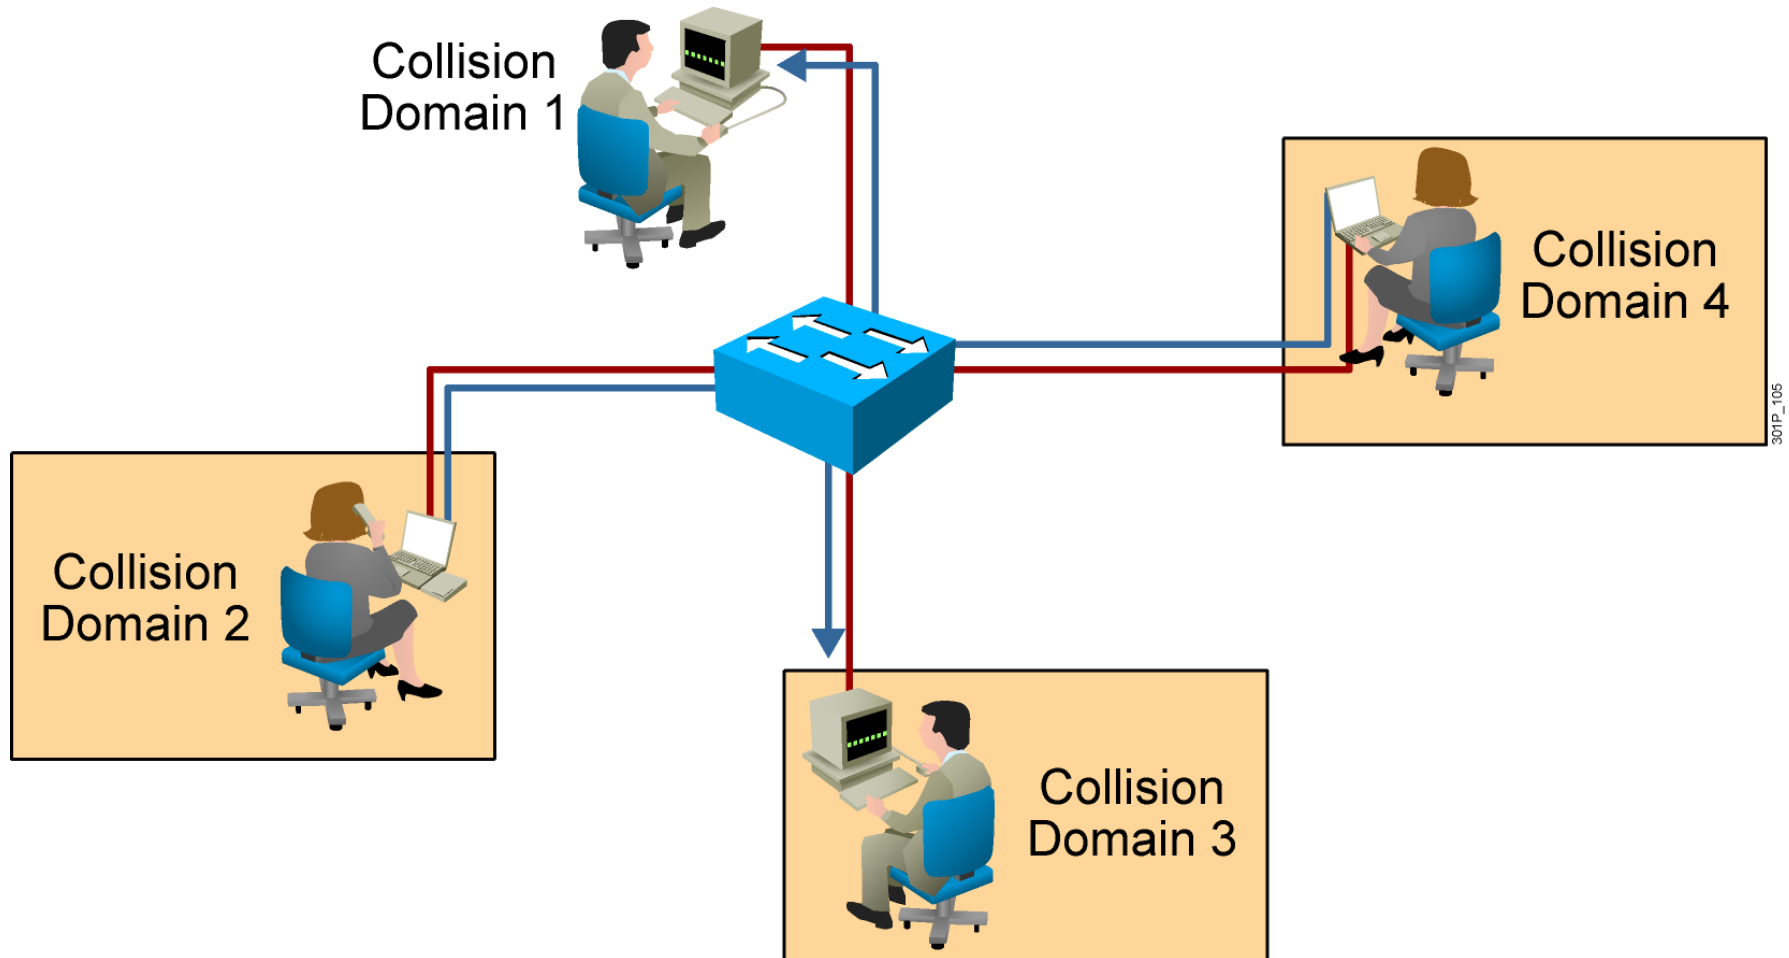 Collision
Domain 1
Collision
Domain 4
301P_105
Collision
Domain 2
Collision
Domain 3